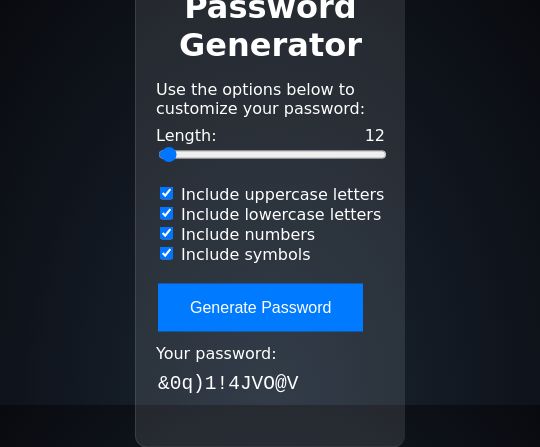 Password
Generator
Use the options below to
customize your password:
Length: 12
Include uppercase letters
Include lowercase letters
Include numbers
Include symbols
Generate Password
Your password:
&0q)1!4JVO@V